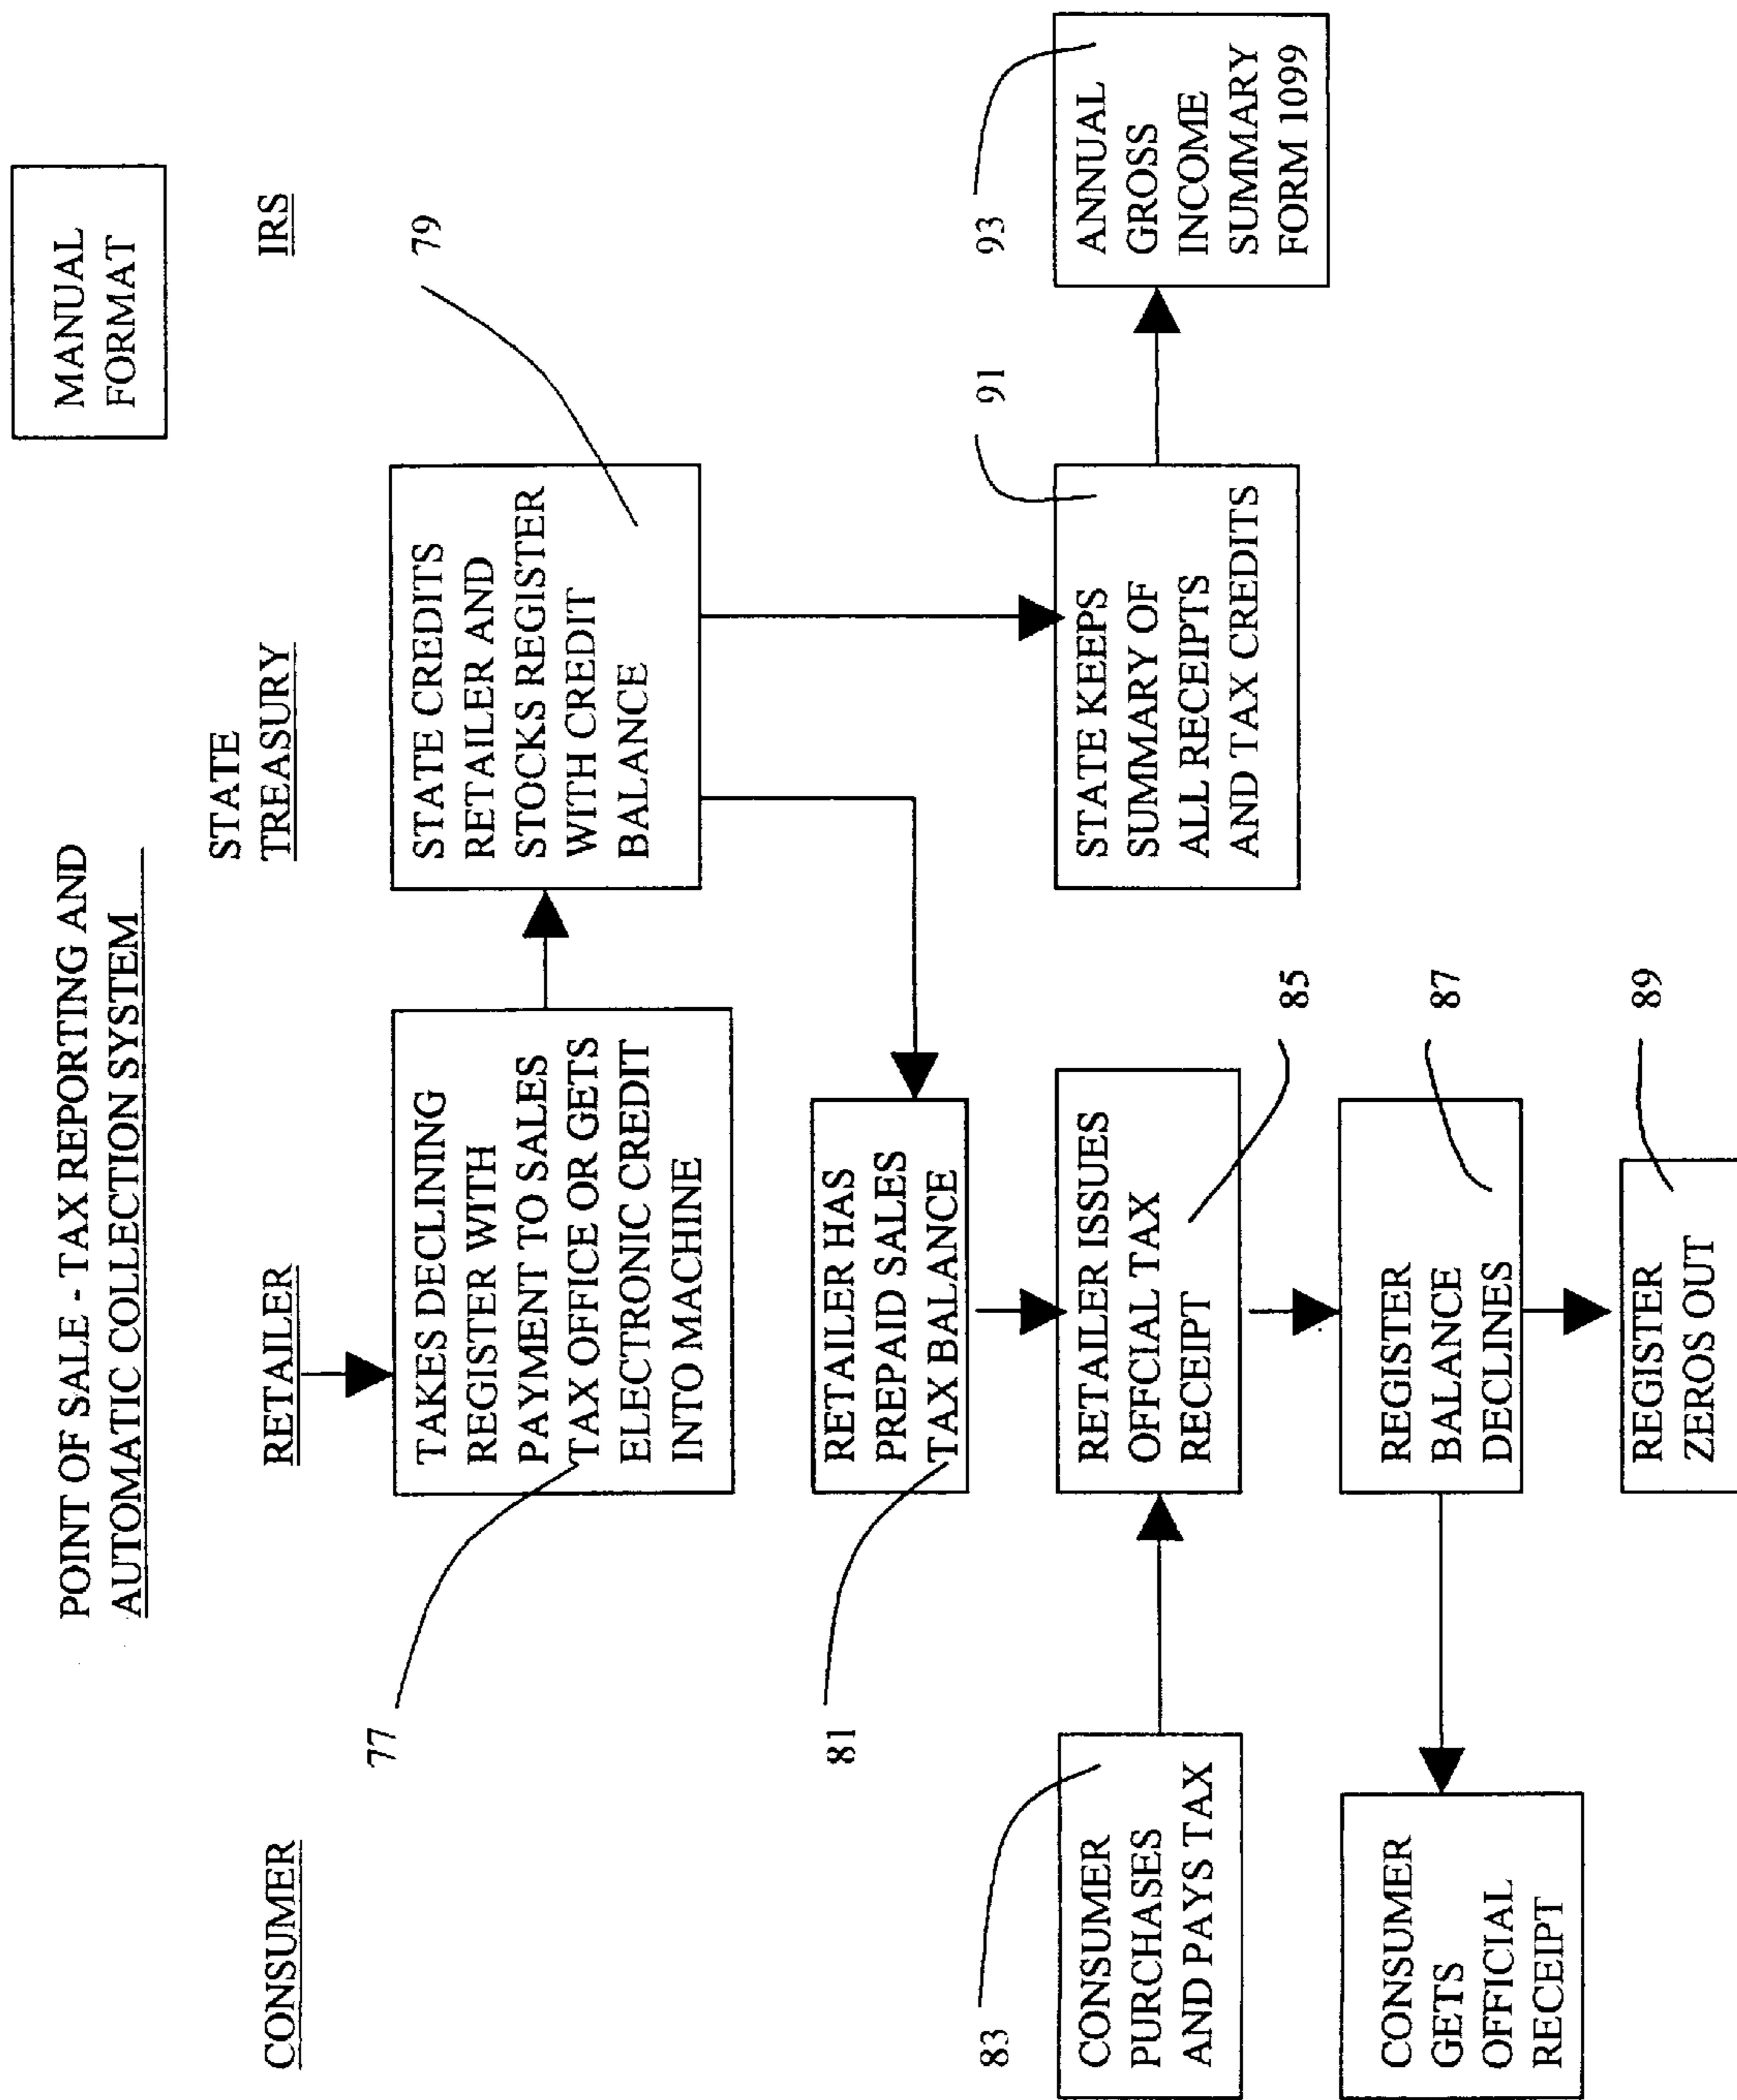 POINT OF SALE - TAX REPORTING AND
AUTOMATIC COLLECTION SYSTEM
MANUAL
FORMAT
CONSUMER
RETAILER
STATE
TREASURY
IRS
77
TAKES DECLINING
REGISTER WITH
PAYMENT TO SALES
TAX OFFICE OR GETS
ELECTRONIC CREDIT
INTO MACHINE
STATE CREDITS
RETAILER AND
STOCKS REGISTER
WITH CREDIT
BALANCE
79
81
RETAILER HAS
PREPAID SALES
TAX BALANCE
83
CONSUMER
PURCHASES
AND PAYS TAX
RETAILER ISSUES
OFFCIAL TAX
RECEIPT
85
91
STATE KEEPS
SUMMARY OF
ALL RECEIPTS
AND TAX CREDITS
93
ANNUAL
GROSS
INCOME
SUMMARY
FORM 1099
CONSUMER
GETS
OFFICIAL
RECEIPT
REGISTER
BALANCE
DECLINES
87
REGISTER
ZEROS OUT
89